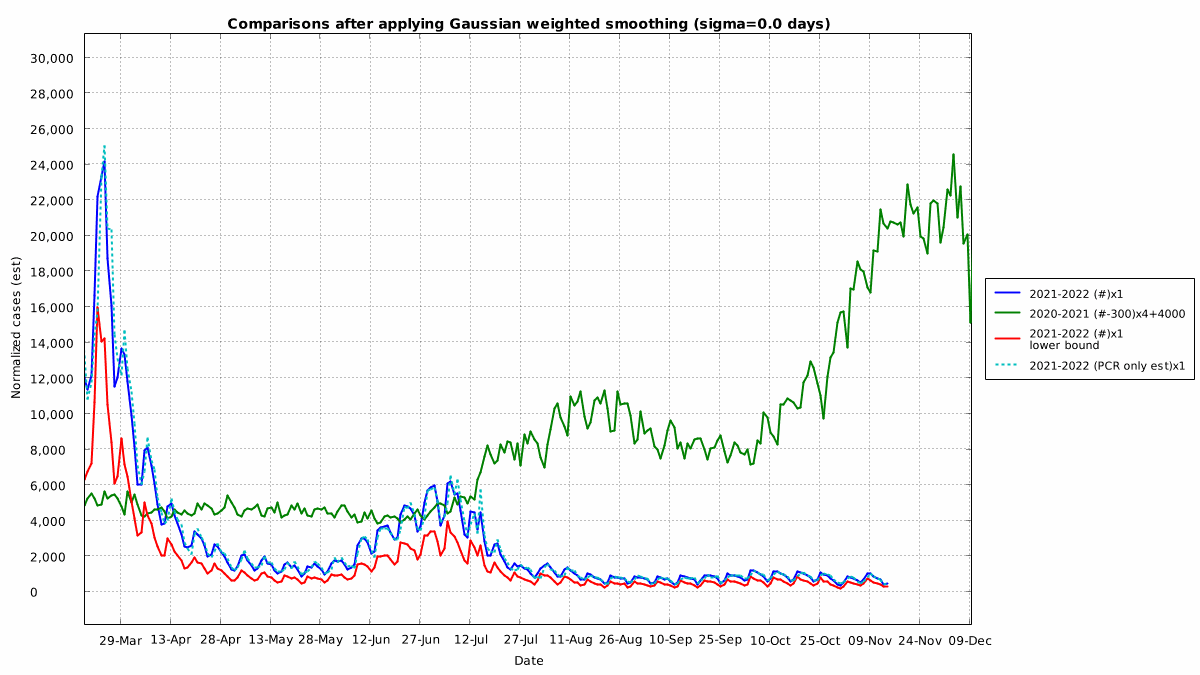 Comparisons after applying Gaussian weighted smoothing (sigma=0.0 days)
30,000
28,000
26,000
24,000
22,000
20,000
18,000
16,000
14,000
12,000
10,000
8,000
6,000
4,000
2,000
0
Normalized cases (est)
29-Mar 13-Apr 28-Apr 13-May 28-May 12-Jun 27-Jun 12-Jul 27-Jul 11-Aug 26-Aug 10-Sep 25-Sep 10-Oct 25-Oct 09-Nov 24-Nov 09-Dec
Date
2021-2022 (#)x1
2020-2021 (#-300)x4+4000
2021-2022 (#)x1
lower bound
2021-2022 (PCR only est)x1